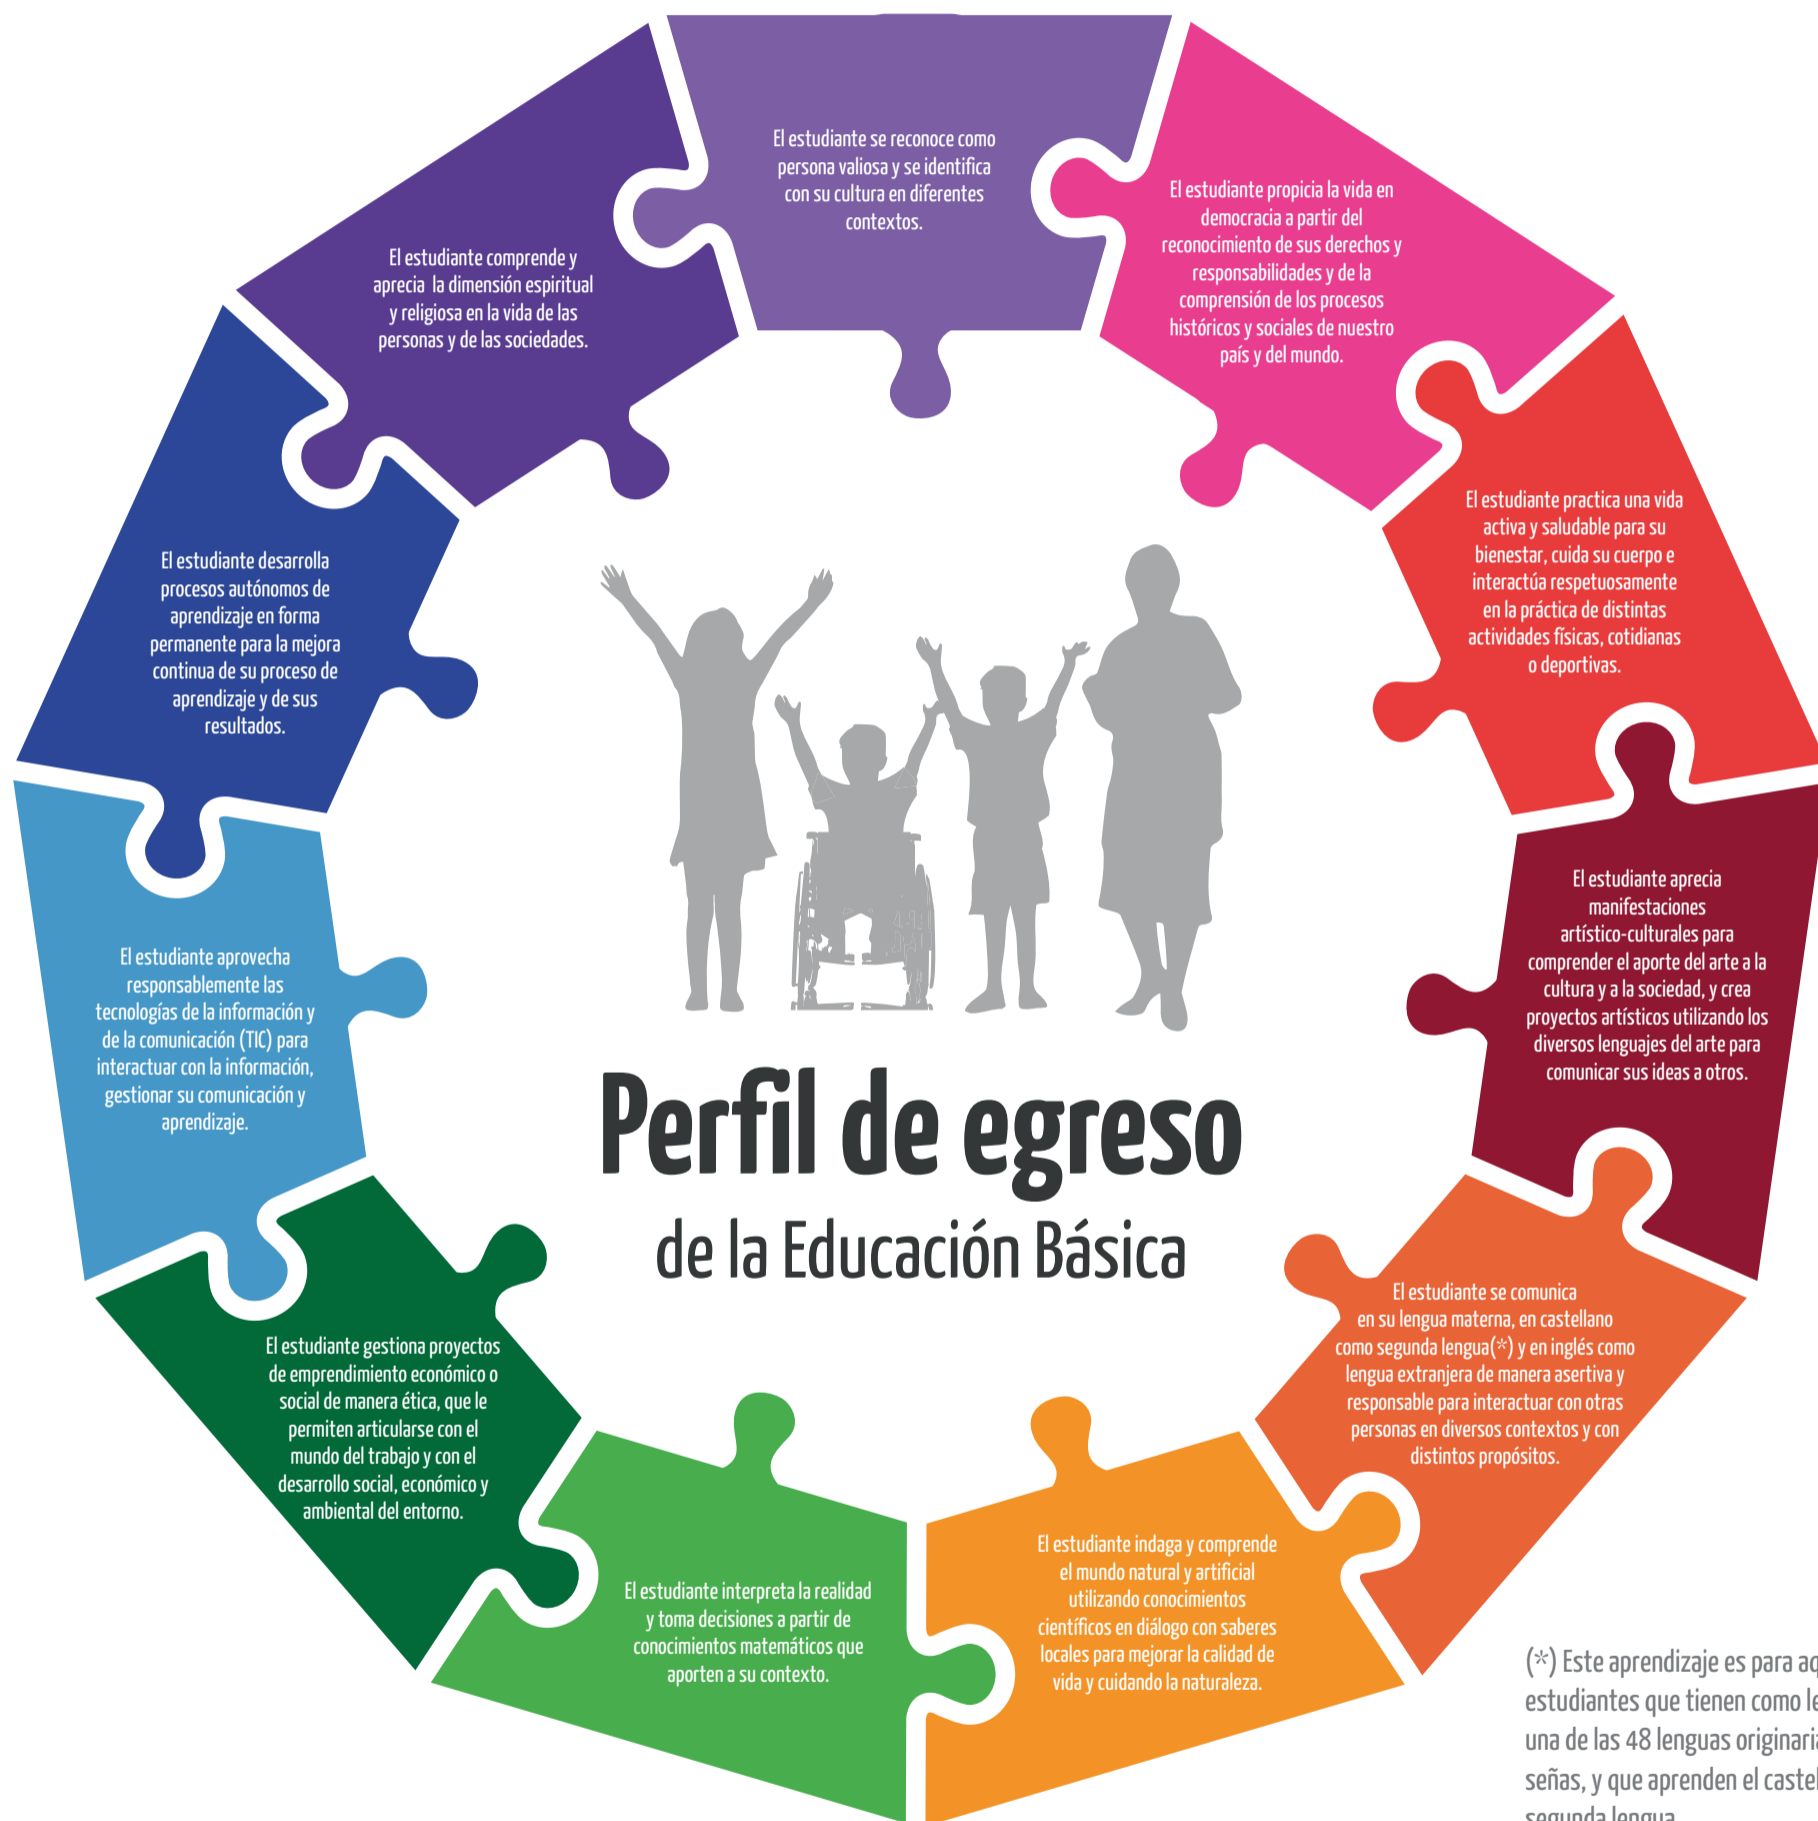 El estudiante se reconoce como
persona valiosa y se identifica
con su cultura en diferentes
contextos.
El estudiante propicia la vida en
democracia a partir del
reconocimiento de sus derechos y
responsabilidades y de la
comprensión de los procesos
históricos y sociales de nuestro
país y del mundo.
El estudiante practica una vida
activa y saludable para su
bienestar, cuida su cuerpo e
interactúa respetuosamente
en la práctica de distintas
actividades físicas, cotidianas
o deportivas.
El estudiante aprecia
manifestaciones
artístico-culturales para
comprender el aporte del arte a la
cultura y a la sociedad, y crea
proyectos artísticos utilizando los
diversos lenguajes del arte para
comunicar sus ideas a otros.
El estudiante se comunica
en su lengua materna, en castellano
como segunda lengua(*) y en inglés como
lengua extranjera de manera asertiva y
responsable para interactuar con otras
personas en diversos contextos y con
distintos propósitos.
El estudiante indaga y comprende
el mundo natural y artificial
utilizando conocimientos
científicos en diálogo con saberes
locales para mejorar la calidad de
vida y cuidando la naturaleza.
El estudiante interpreta la realidad
y toma decisiones a partir de
conocimientos matemáticos que
aporten a su contexto.
El estudiante gestiona proyectos
de emprendimiento económico o
social de manera ética, que le
permiten articularse con el
mundo del trabajo y con el
desarrollo social, económico y
ambiental del entorno.
El estudiante aprovecha
responsablemente las
tecnologías de la información y
de la comunicación (TIC) para
interactuar con la información,
gestionar su comunicación y
aprendizaje.
El estudiante desarrolla
procesos autónomos de
aprendizaje en forma
permanente para la mejora
continua de su proceso de
aprendizaje y de sus
resultados.
El estudiante comprende y
aprecia la dimensión espiritual
y religiosa en la vida de las
personas y de las sociedades.
Perfil de egreso
de la Educación Básica
(*) Este aprendizaje es para
estudiantes que tienen como
una de las 48 lenguas
señas, y que aprenden el
segunda lengua